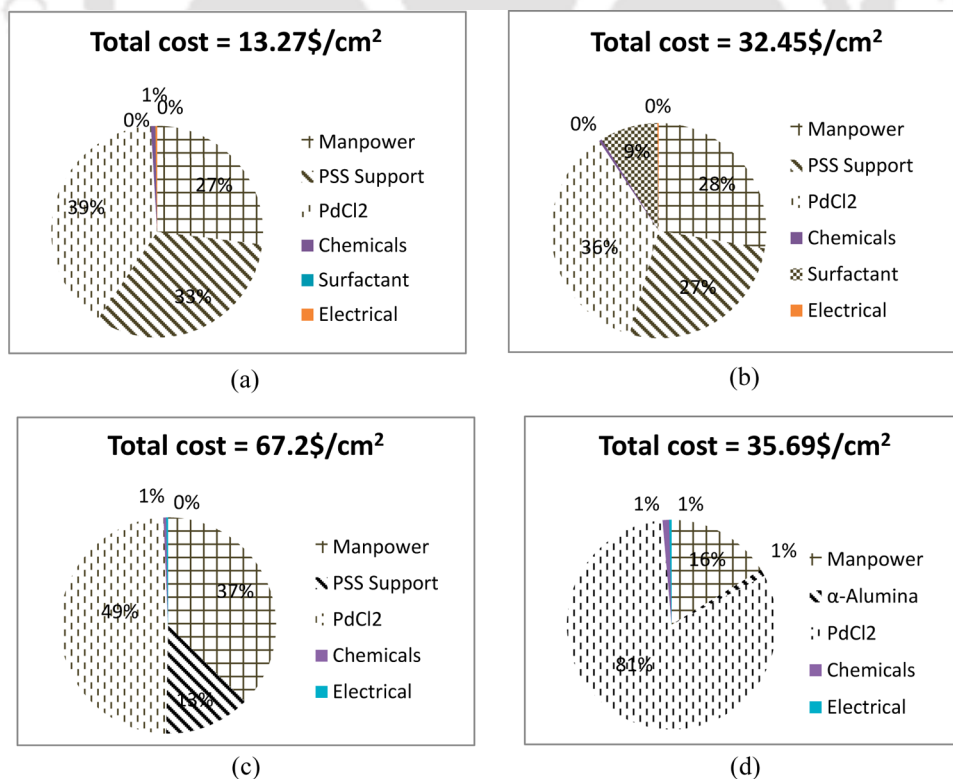 Total cost = 13.27$/cm²
1%
0%
0%
27%
39%
33%
Manpower
PSS Support
PdCl2
Chemicals
Surfactant
Electrical
(a)
Total cost = 32.45$/cm²
0%
0%
9%
28%
36%
27%
Manpower
PSS Support
PdCl2
Chemicals
Surfactant
Electrical
(b)
Total cost = 67.2$/cm²
1%
0%
37%
49%
13%
Manpower
PSS Support
PdCl2
Chemicals
Electrical
(c)
Total cost = 35.69$/cm²
1%
1%
1%
16%
81%
Manpower
α-Alumina
PdCl2
Chemicals
Electrical
(d)